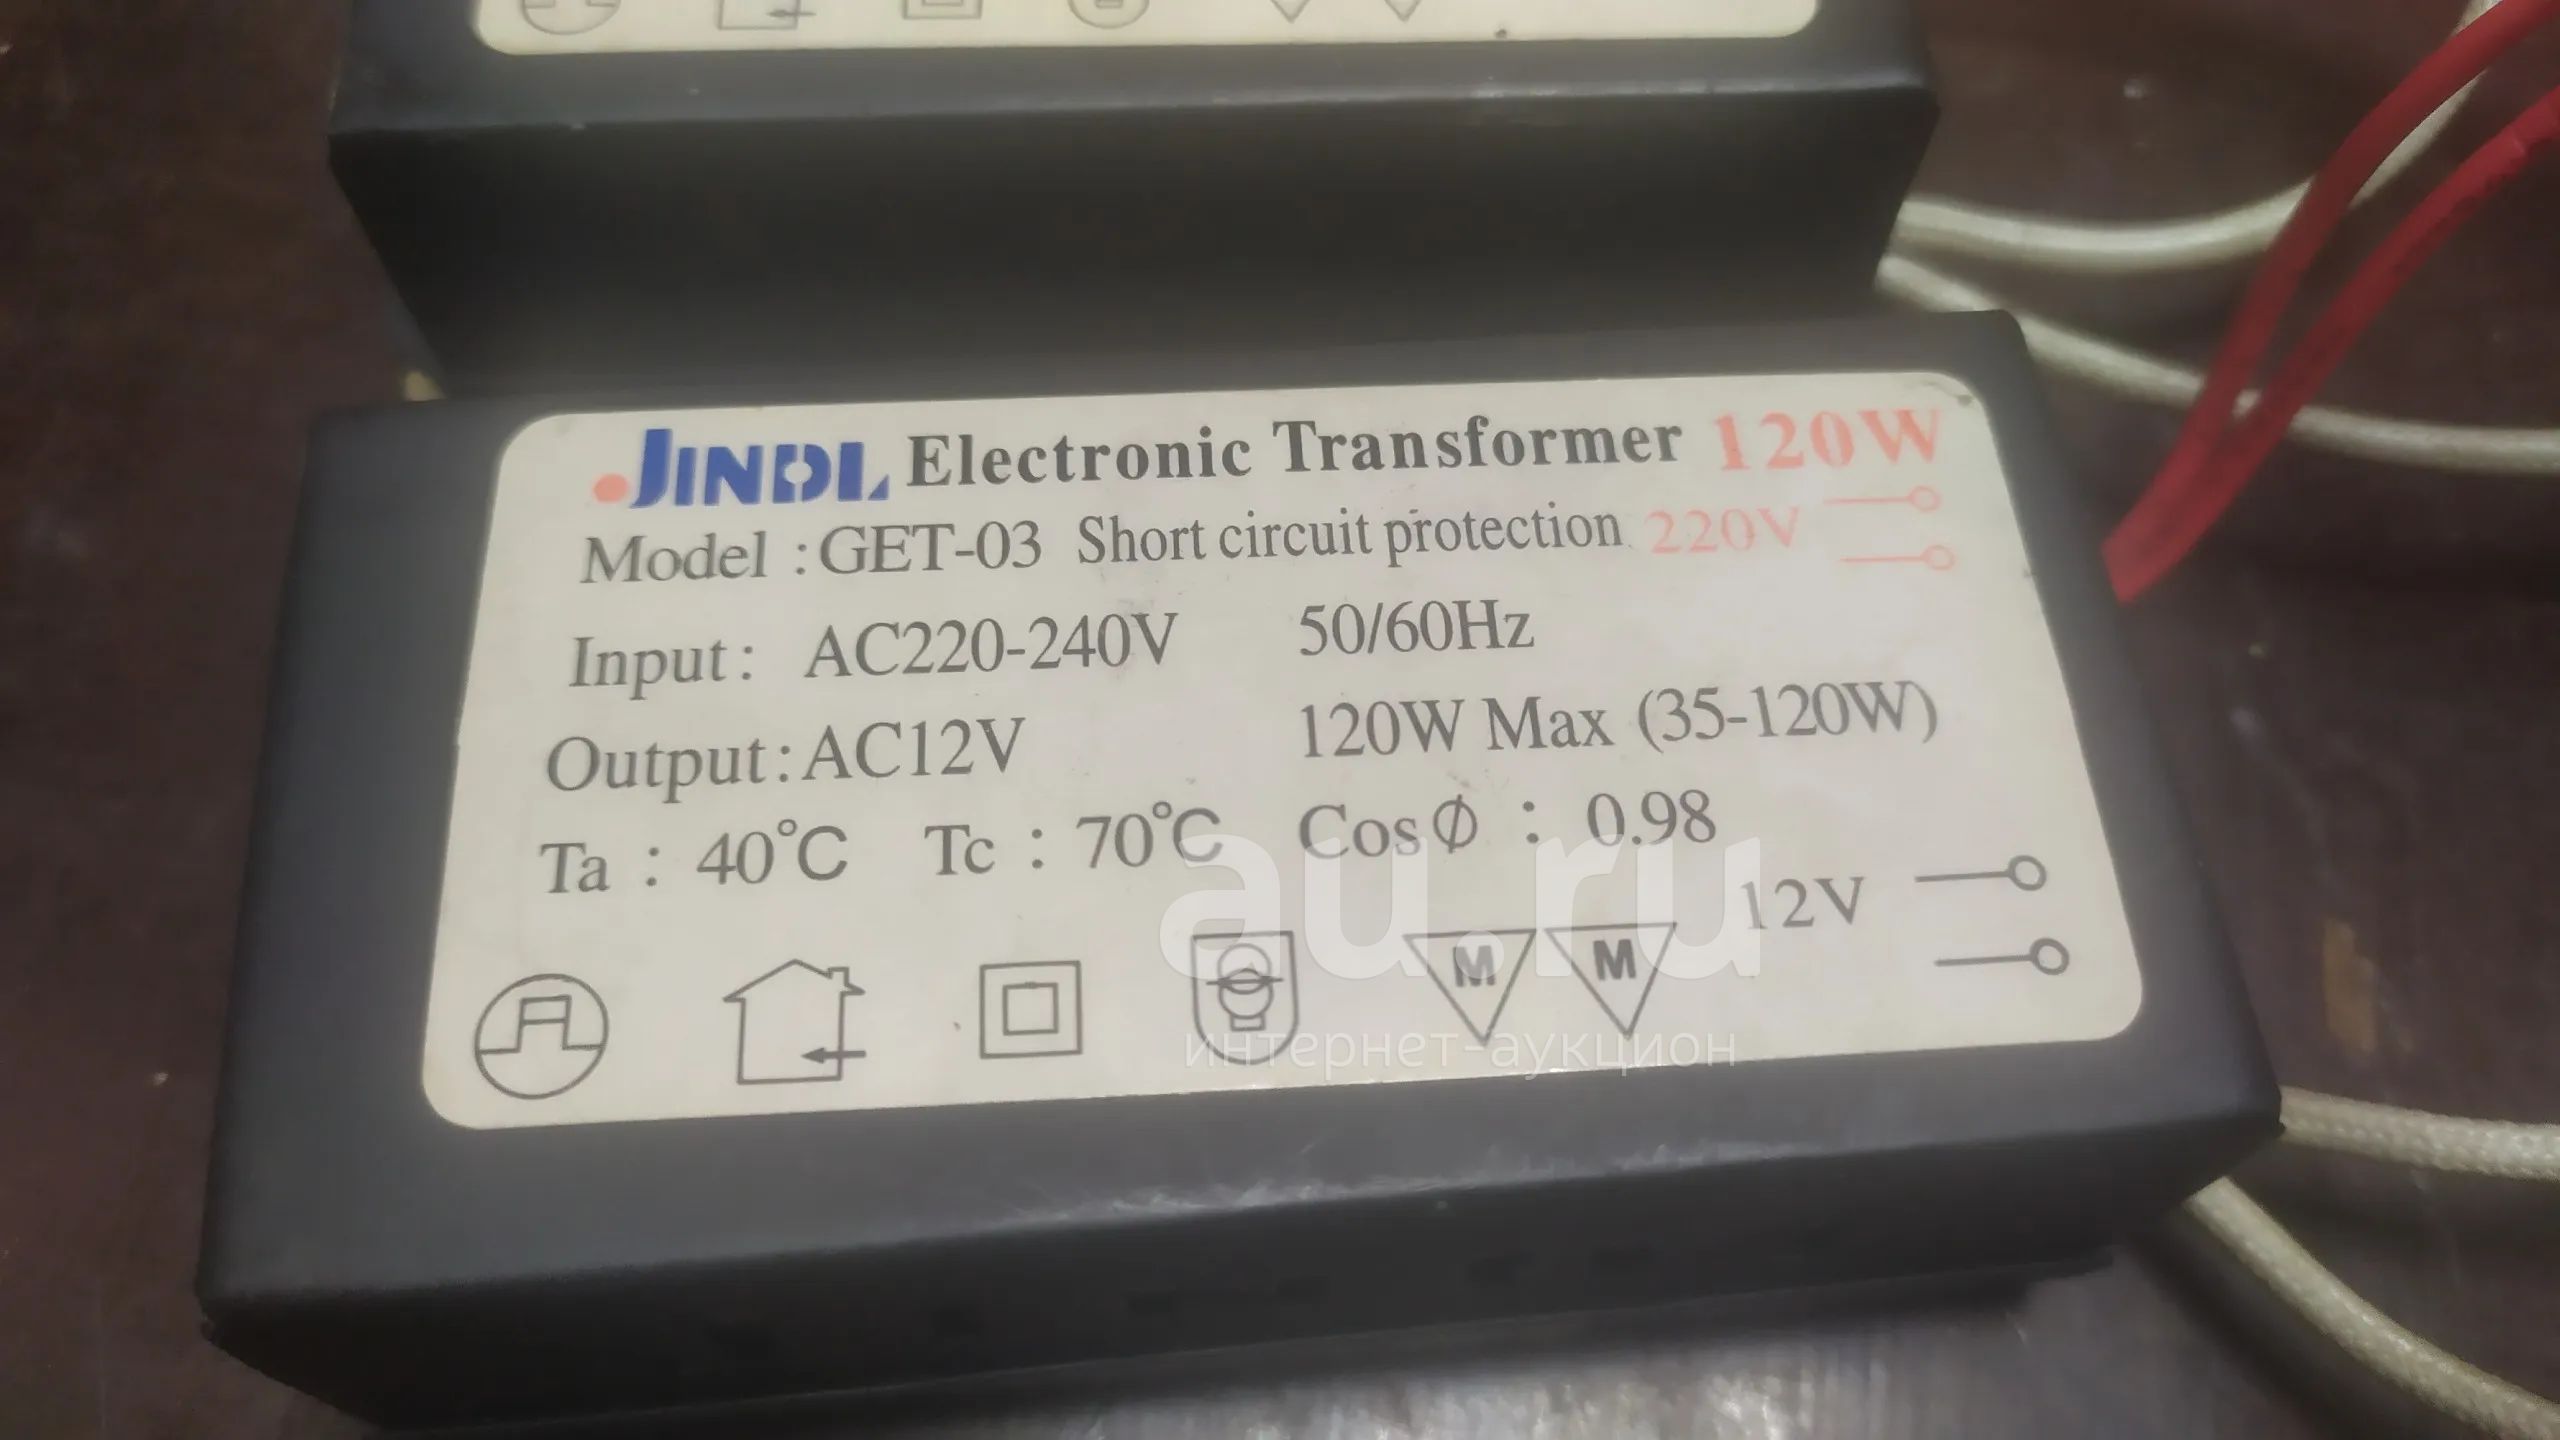 JINDL Electronic Transformer 120W
Model :GET-03 Short circuit protection 220V
Input: AC220-240V 50/60Hz
Output:AC12V 120W Max (35-120W)
Ta : 40℃ Tc : 70℃ CosΦ : 0.98
12V
M M
au.ru
интернет-аукцион